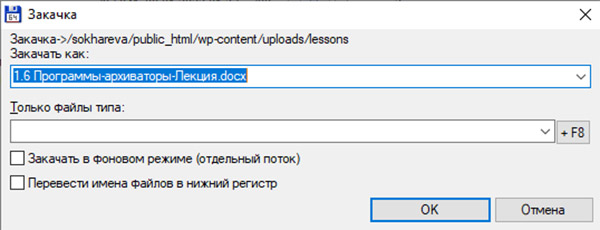 Закачка
Закачка->/sokhareva/public_html/wp-content/uploads/lessons
Закачать как:
1.6 Программы-архиваторы-Лекция.docx
Только файлы типа:
+ F8
Закачать в фоновом режиме (отдельный поток)
Перевести имена файлов в нижний регистр
OK Отмена